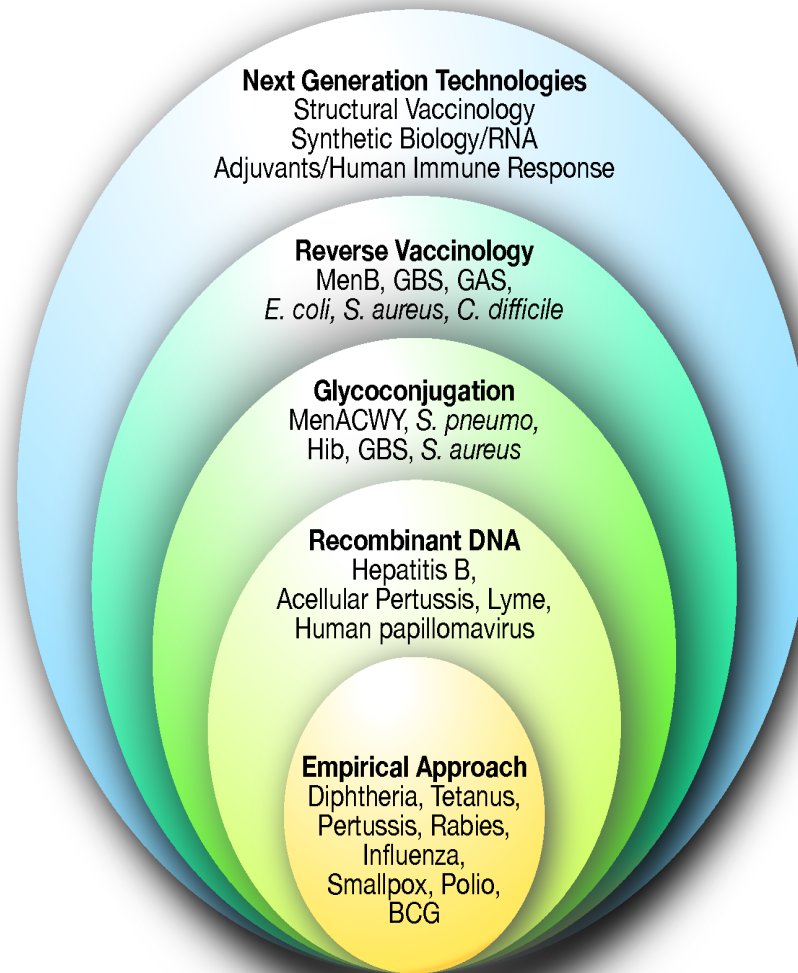 Next Generation Technologies
Structural Vaccinology
Synthetic Biology/RNA
Adjuvants/Human Immune Response
Reverse Vaccinology
MenB, GBS, GAS,
E. coli, S. aureus, C. difficile
Glycoconjugation
MenACWY, S. pneumo,
Hib, GBS, S. aureus
Recombinant DNA
Hepatitis B,
Acellular Pertussis, Lyme,
Human papillomavirus
Empirical Approach
Diphtheria, Tetanus,
Pertussis, Rabies,
Influenza,
Smallpox, Polio,
BCG